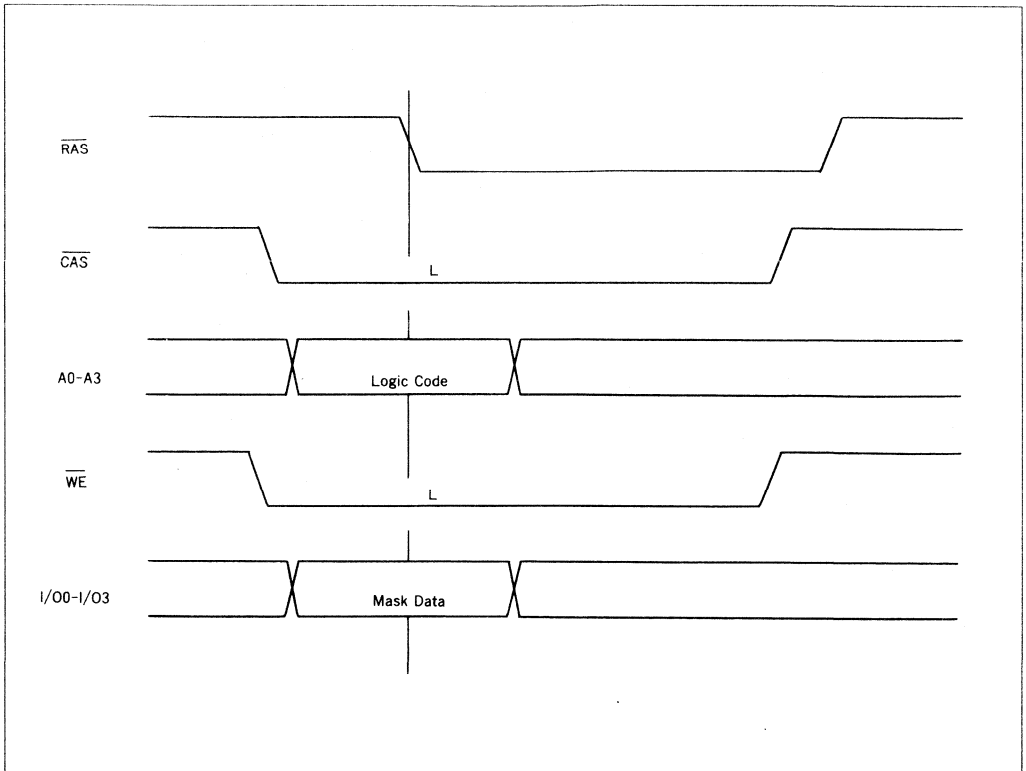 RAS
CAS
L
A0-A3
Logic Code
WE
L
I/O0-I/O3
Mask Data